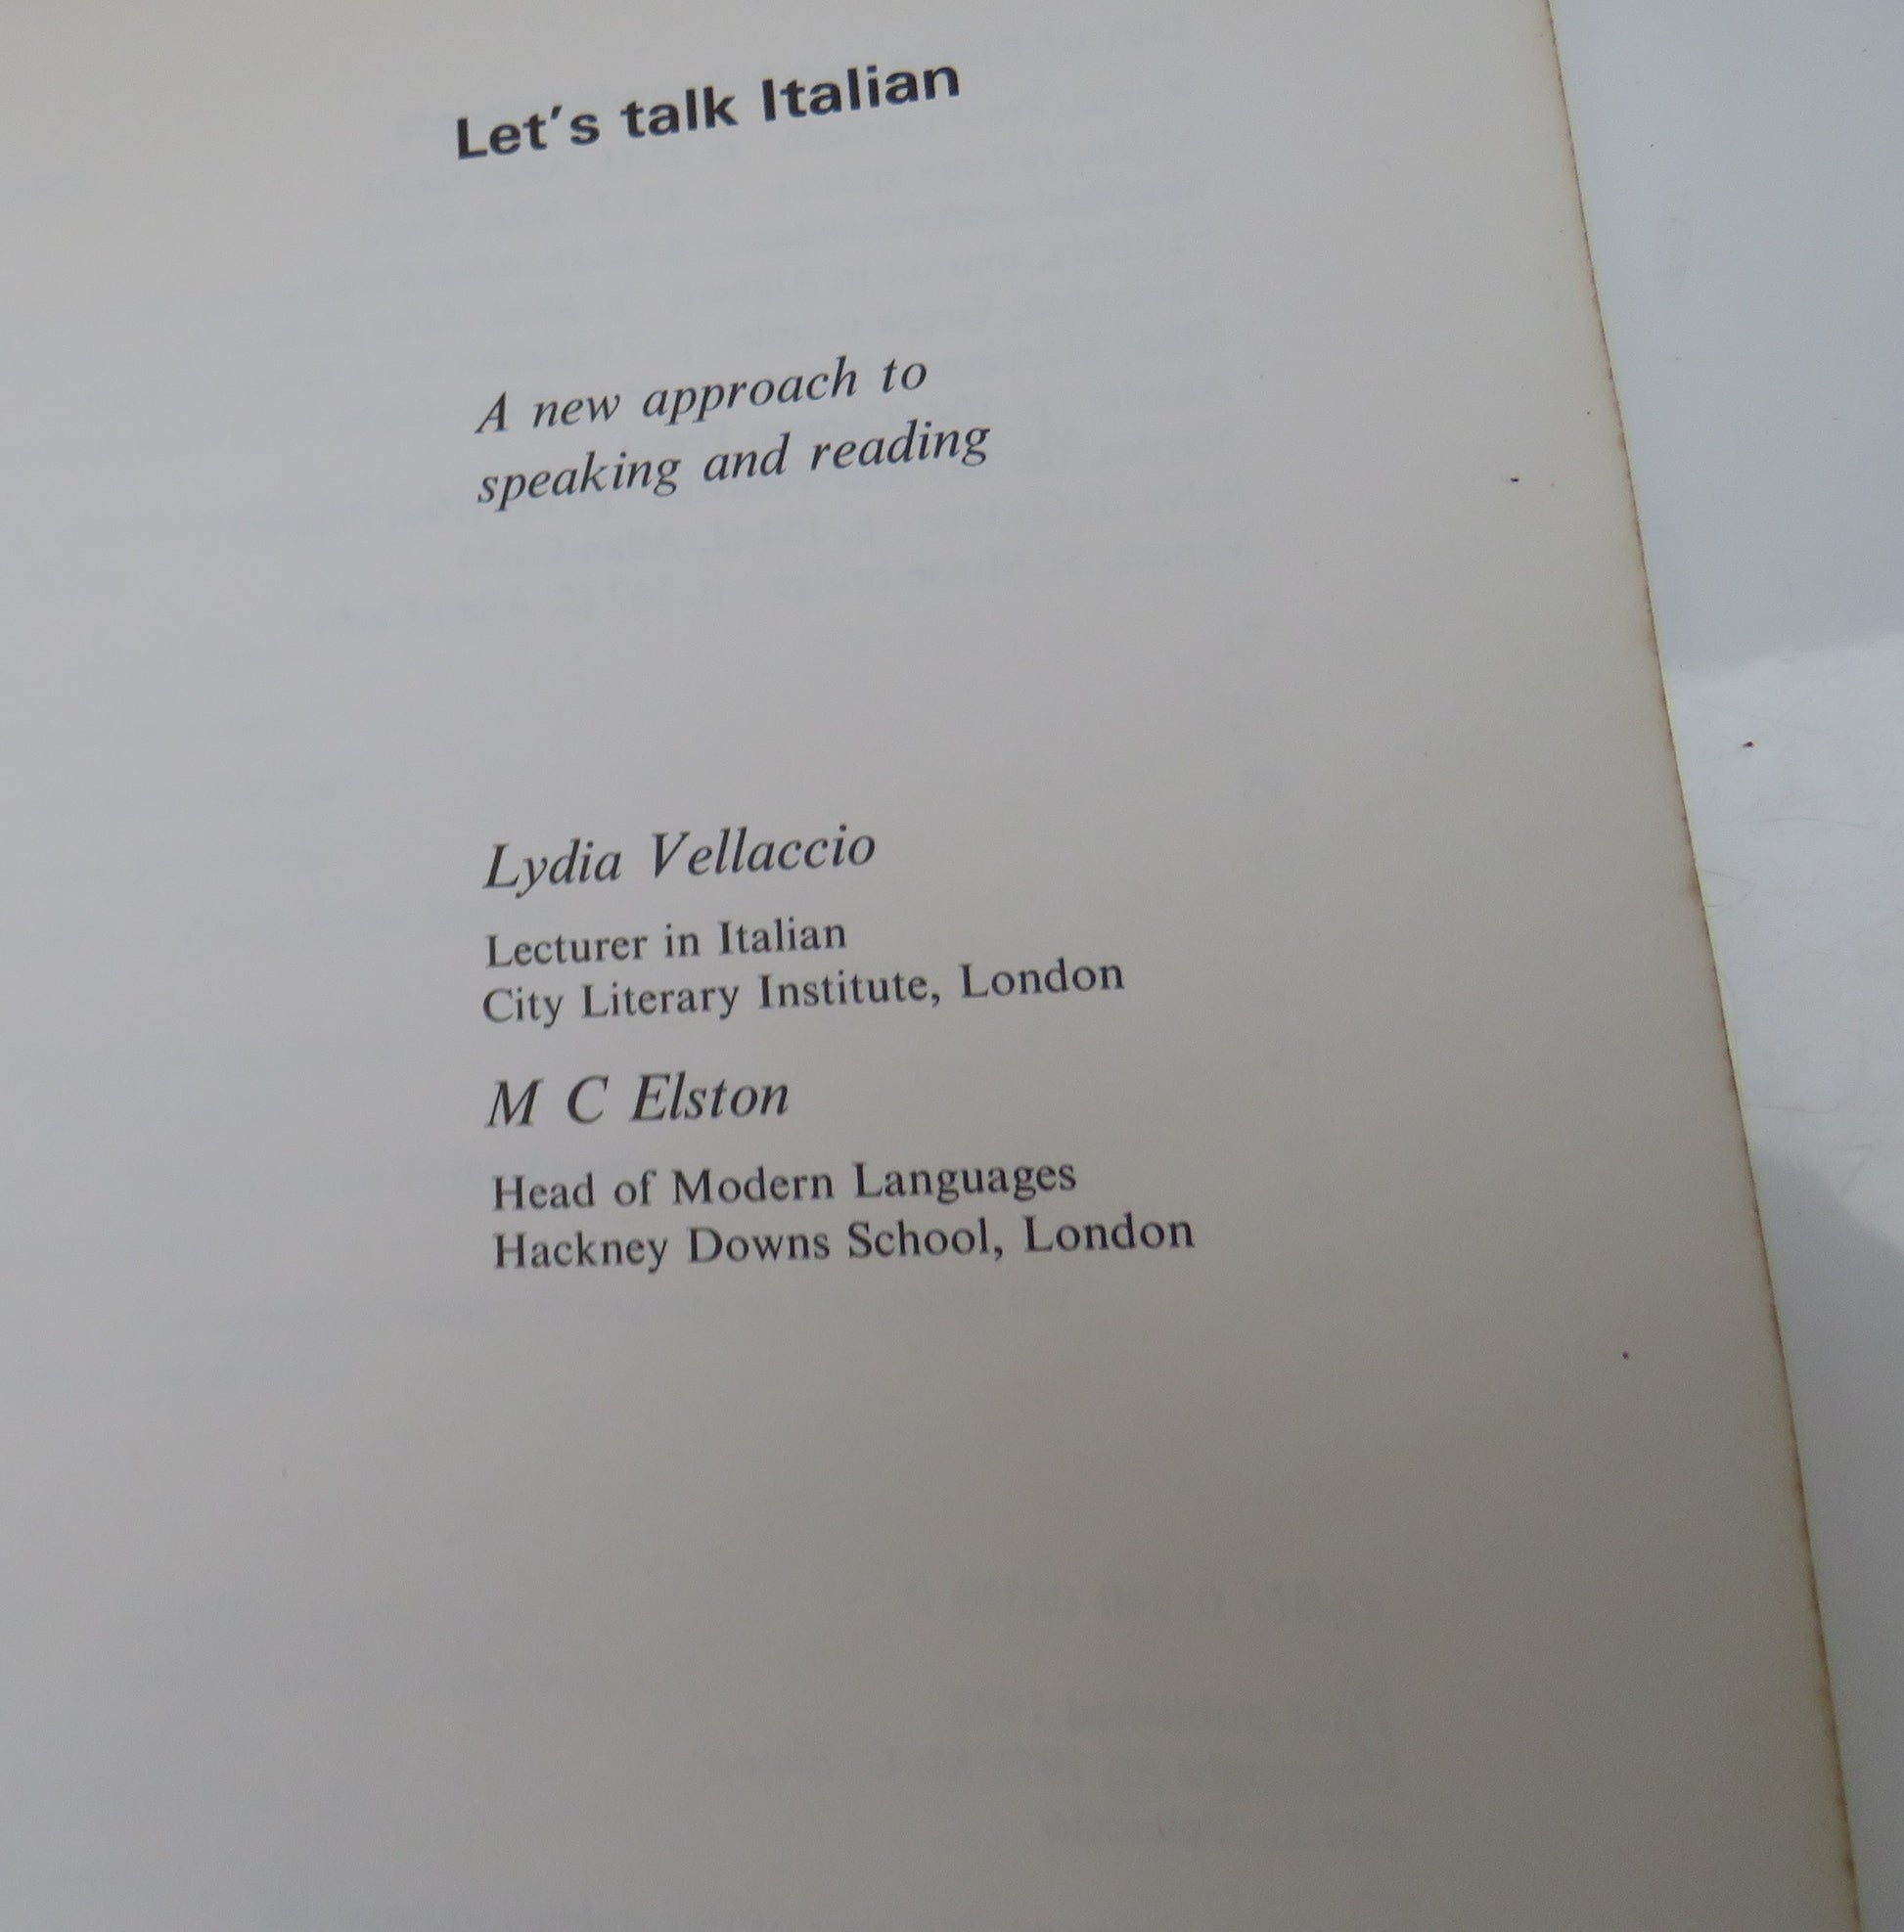 Let's talk Italian
A new approach to
speaking and reading
Lydia Vellaccio
Lecturer in Italian
City Literary Institute, London
M C Elston
Head of Modern Languages
Hackney Downs School, London